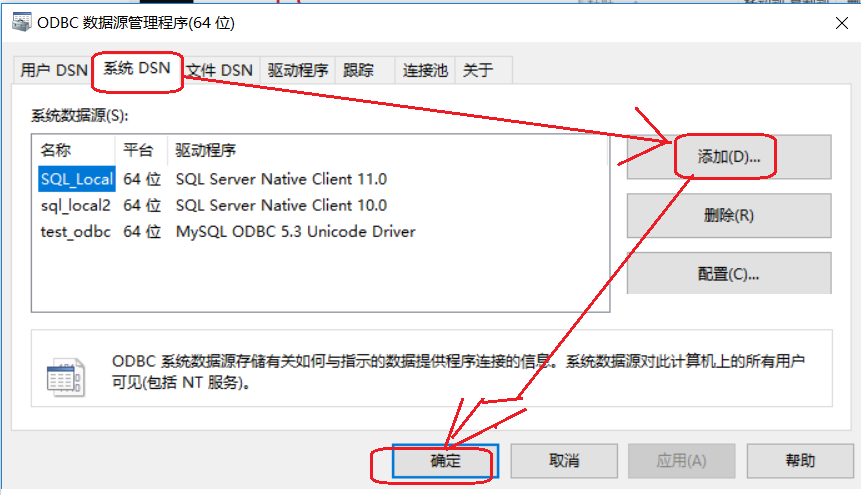 ODBC 数据源管理程序(64 位)
用户 DSN 系统 DSN 文件 DSN 驱动程序 跟踪 连接池 关于
系统数据源(S):
名称 平台 驱动程序
SQL_Local 64 位 SQL Server Native Client 11.0
sql_local2 64 位 SQL Server Native Client 10.0
test_odbc 64 位 MySQL ODBC 5.3 Unicode Driver
添加(D)...
删除(R)
配置(C)...
ODBC 系统数据源存储有关如何与指示的数据提供程序连接的信息。系统数据源对此计算机上的所有用户
可见(包括 NT 服务)。
确定 取消 应用(A) 帮助